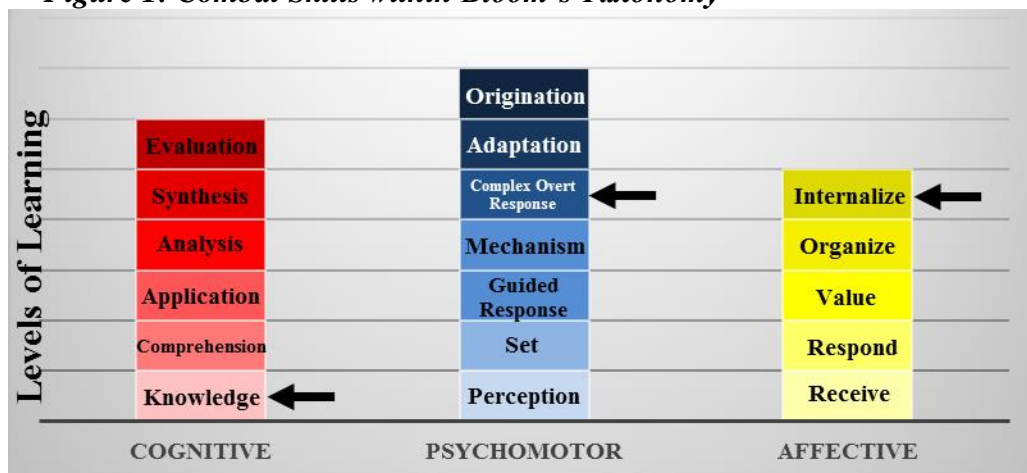 Figure 1: Combat Skills within Bloom's Taxonomy
Levels of Learning
Evaluation
Synthesis
Analysis
Application
Comprehension
Knowledge
COGNITIVE
Origination
Adaptation
Complex Overt
Response
Mechanism
Guided
Response
Set
Perception
PSYCHOMOTOR
Internalize
Organize
Value
Respond
Receive
AFFECTIVE